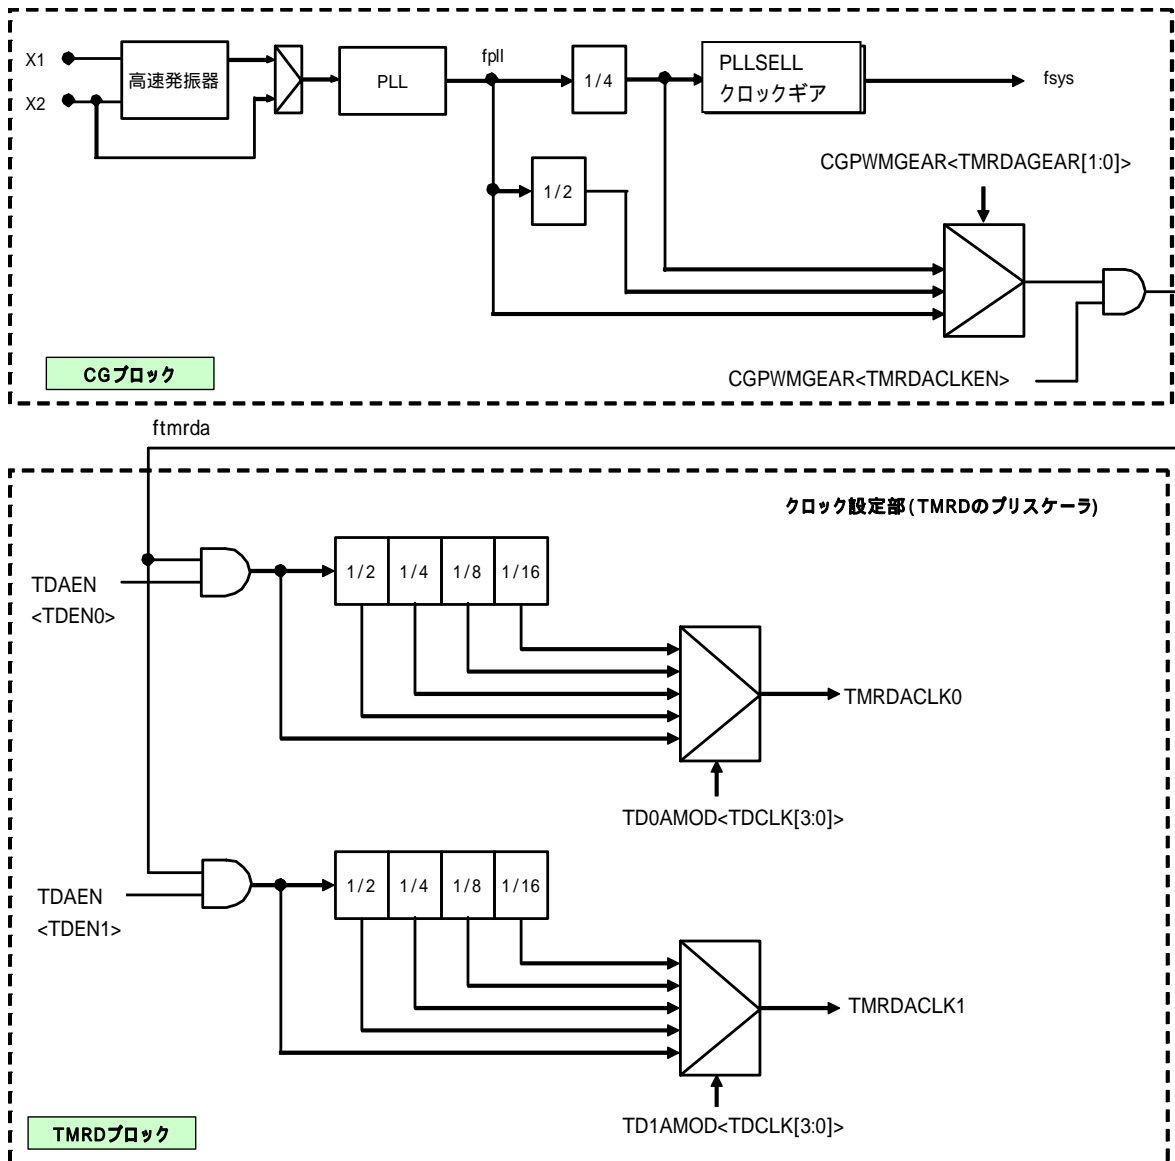 X1
高速発振器
X2
PLL
fpll
1/4
PLLSELL
クロックギア
fsys
1/2
CGPWMGEAR<TMRDAGEAR[1:0]>
CGブロック
CGPWMGEAR<TMRDACLKEN>
ftmrda
クロック設定部(TMRDのプリスケーラ)
TDAEN
<TDEN0>
1/2 1/4 1/8 1/16
TMRDACLK0
TD0AMOD<TDCLK[3:0]>
TDAEN
<TDEN1>
1/2 1/4 1/8 1/16
TMRDACLK1
TD1AMOD<TDCLK[3:0]>
TMRDブロック